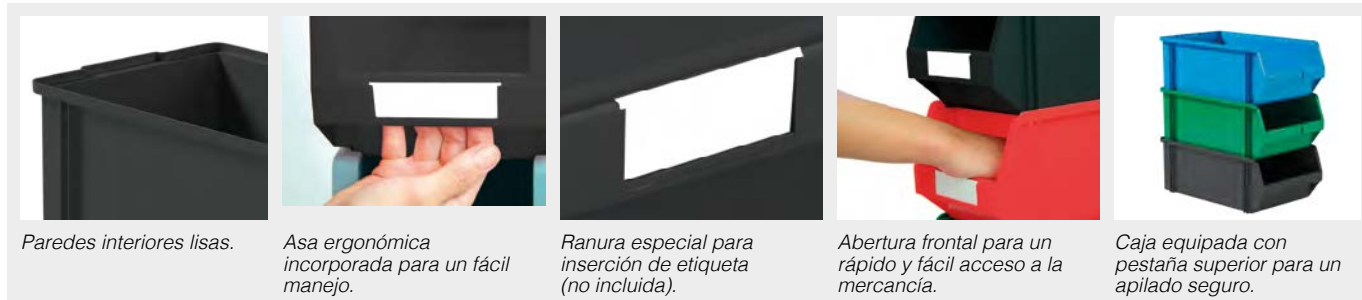 Paredes interiores lisas.
Asa ergonómica
incorporada para un fácil
manejo.
Ranura especial para
inserción de etiqueta
(no incluida).
Abertura frontal para un
rápido y fácil acceso a la
mercancía.
Caja equipada con
pestaña superior para un
apilado seguro.